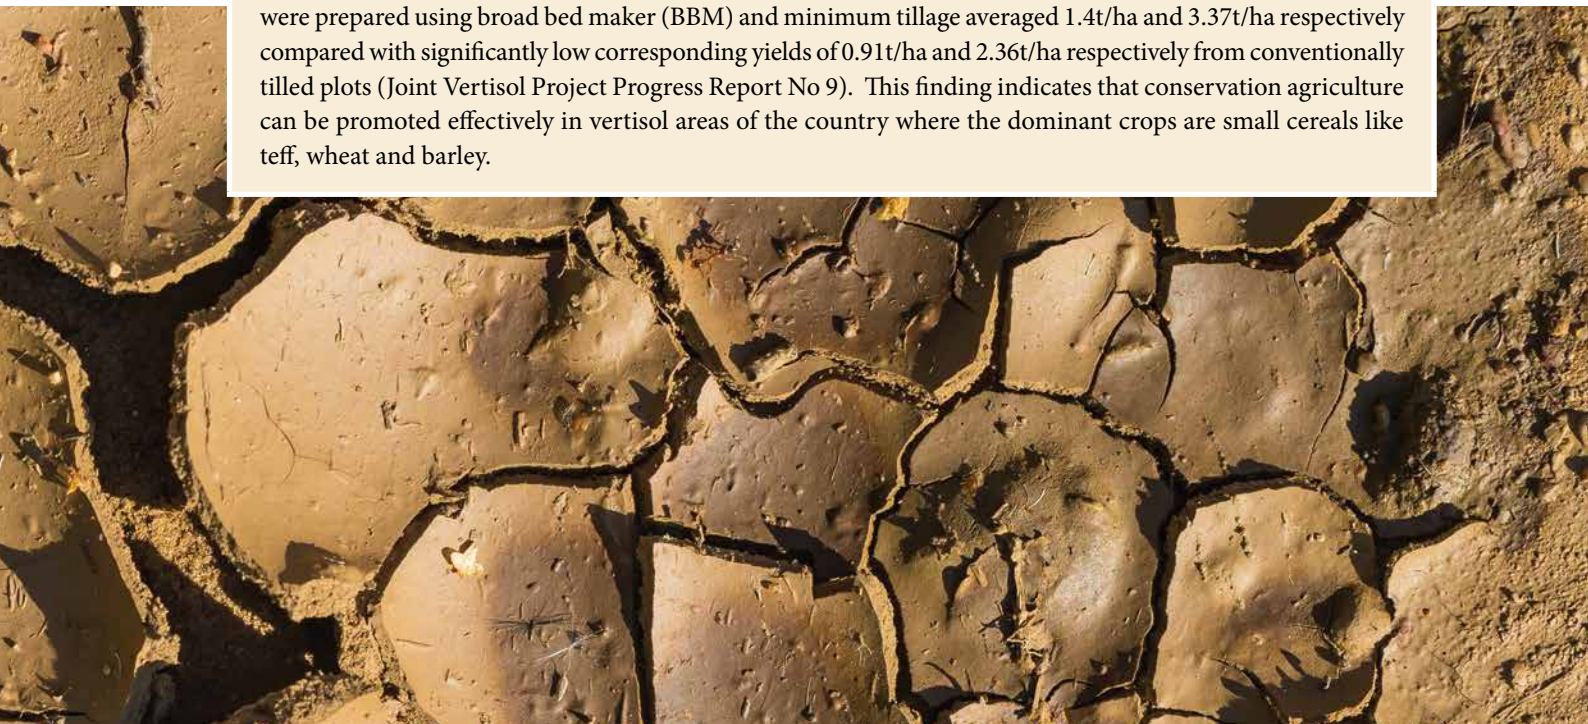 were prepared using broad bed maker (BBM) and minimum tillage averaged 1.4t/ha and 3.37t/ha respectively
compared with significantly low corresponding yields of 0.91t/ha and 2.36t/ha respectively from conventionally
tilled plots (Joint Vertisol Project Progress Report No 9).  This finding indicates that conservation agriculture
can be promoted effectively in vertisol areas of the country where the dominant crops are small cereals like
teff, wheat and barley.